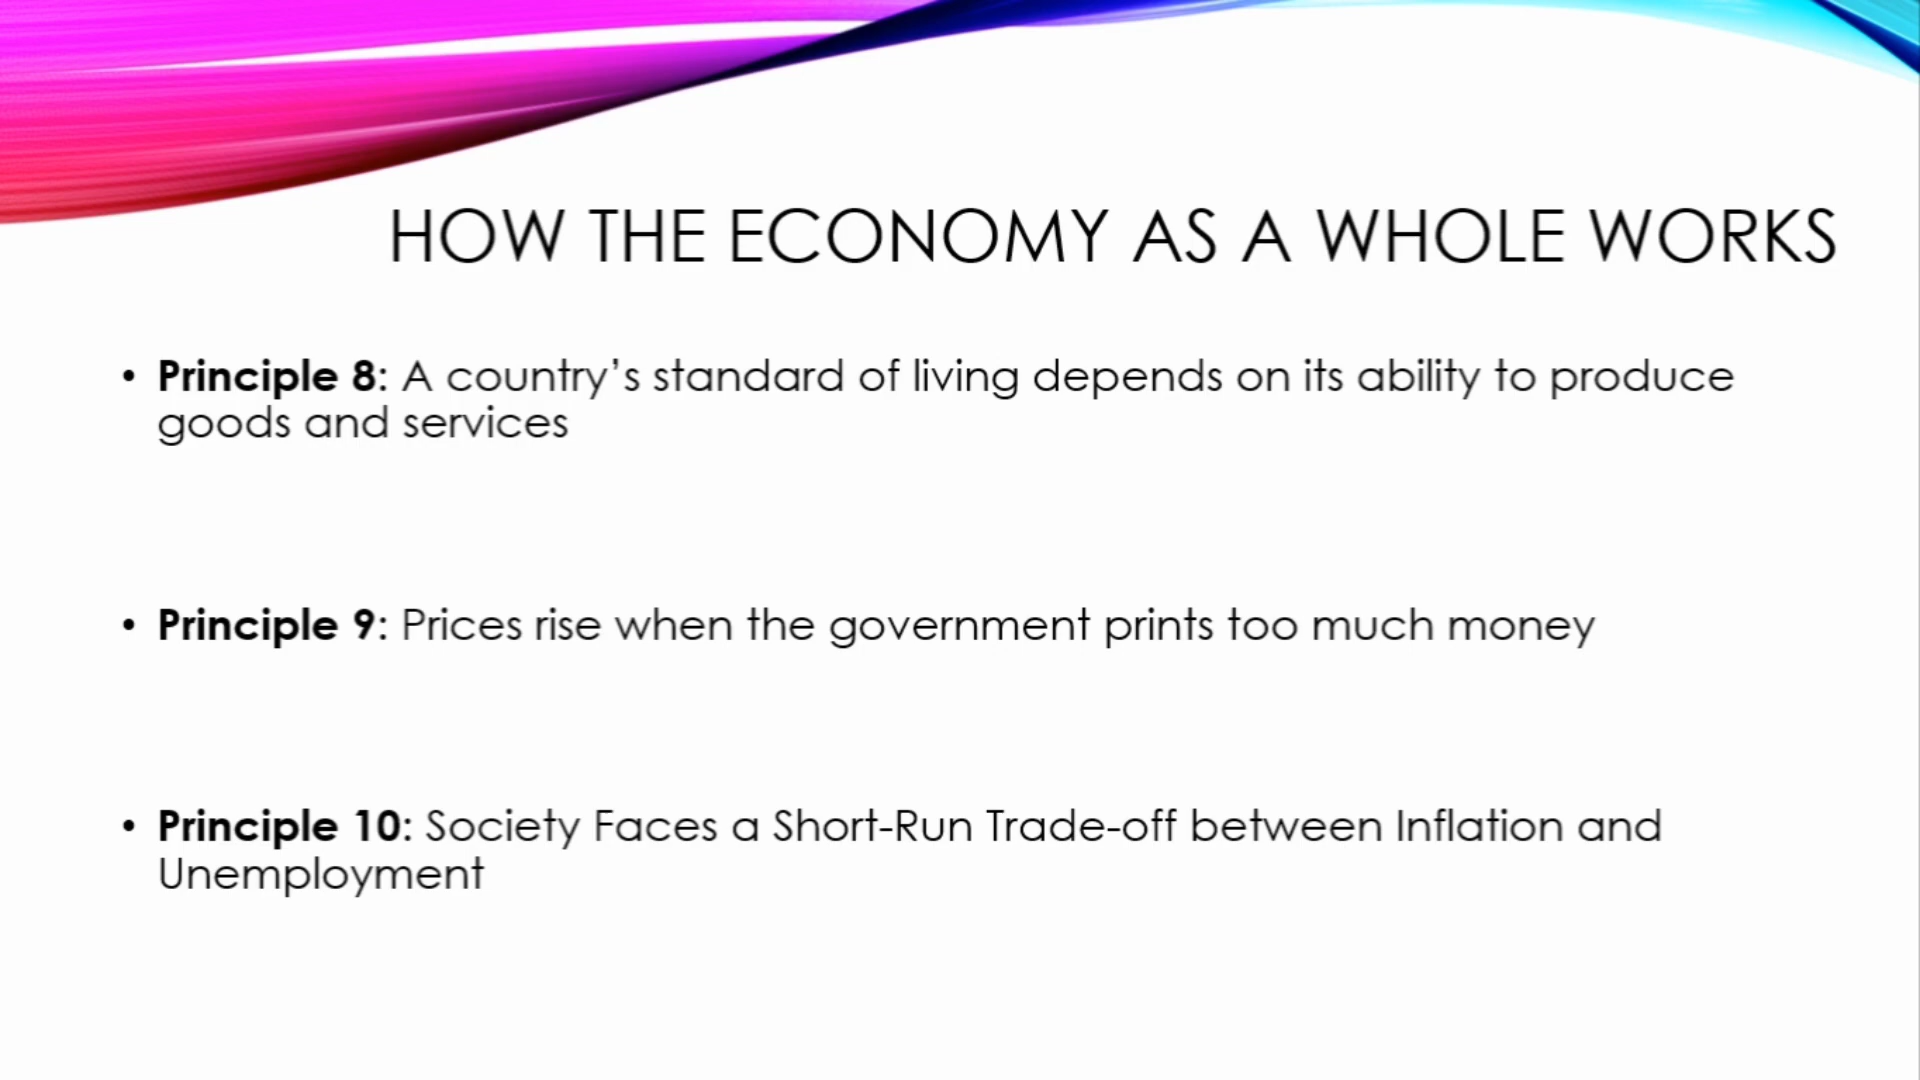 HOW THE ECONOMY AS A WHOLE WORKS
• Principle 8: A country’s standard of living depends on its ability to produce
goods and services
• Principle 9: Prices rise when the government prints too much money
• Principle 10: Society Faces a Short-Run Trade-off between Inflation and
Unemployment